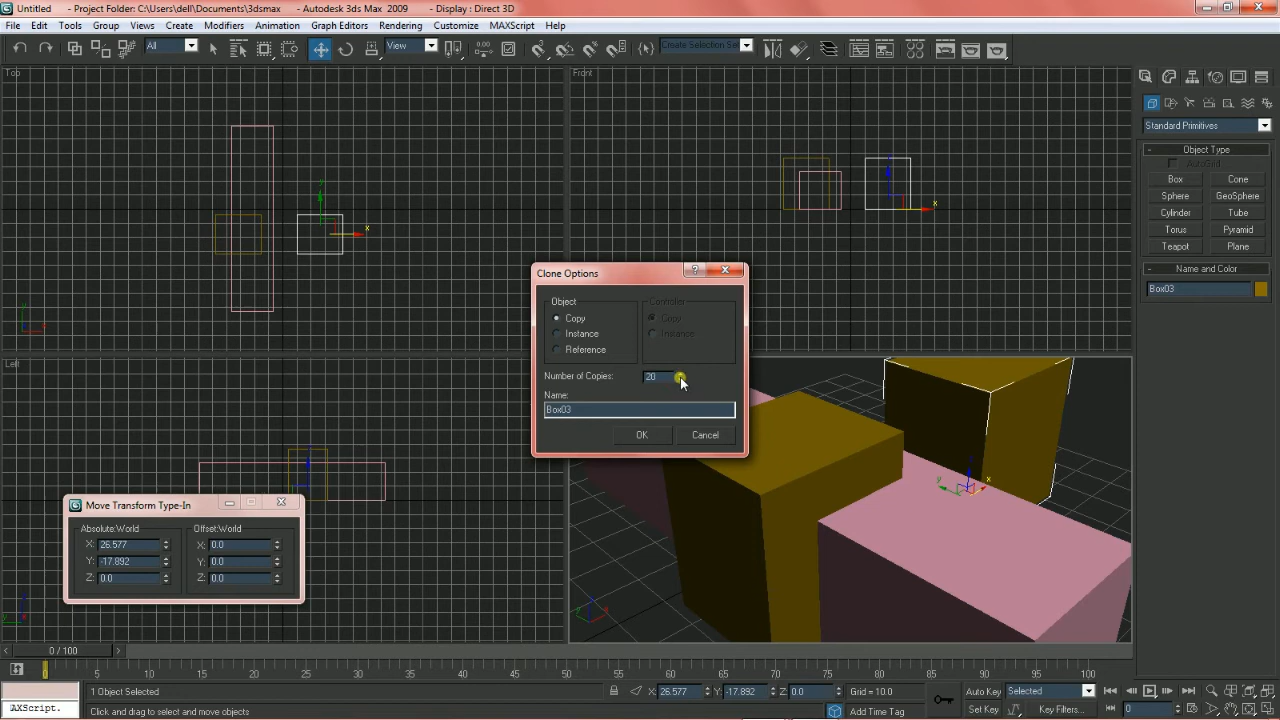 Untitled - Project Folder: C:\Users\dell\Documents\3dsmax - Autodesk 3ds Max 2009 - Display : Direct 3D
File Edit Tools Group Views Create Modifiers Animation Graph Editors Rendering Customize MAXScript Help
All View Create Selection Se
Top Front
Standard Primitives
- Object Type
AutoGrid
Box Cone
Sphere GeoSphere
Cylinder Tube
Torus Pyramid
Teapot Plane
- Name and Color
Box03
Clone Options ?
Object Controller
Copy Copy
Instance Instance
Reference
Number of Copies: 20
Name:
Box03
OK Cancel
Left
Move Transform Type-In
Absolute:World Offset:World
X: 26.577 X: 0.0
Y: -17.892 Y: 0.0
Z: 0.0 Z: 0.0
0 / 100
5 10 15 20 25 30 35 40 45 50 55 60 65 70 75 80 85 90 95 100
1 Object Selected X: 26.577 Y: -17.892 Z: 0.0 Grid = 10.0 Auto Key Selected
AXScript. Click and drag to select and move objects Add Time Tag Set Key Key Filters... 0